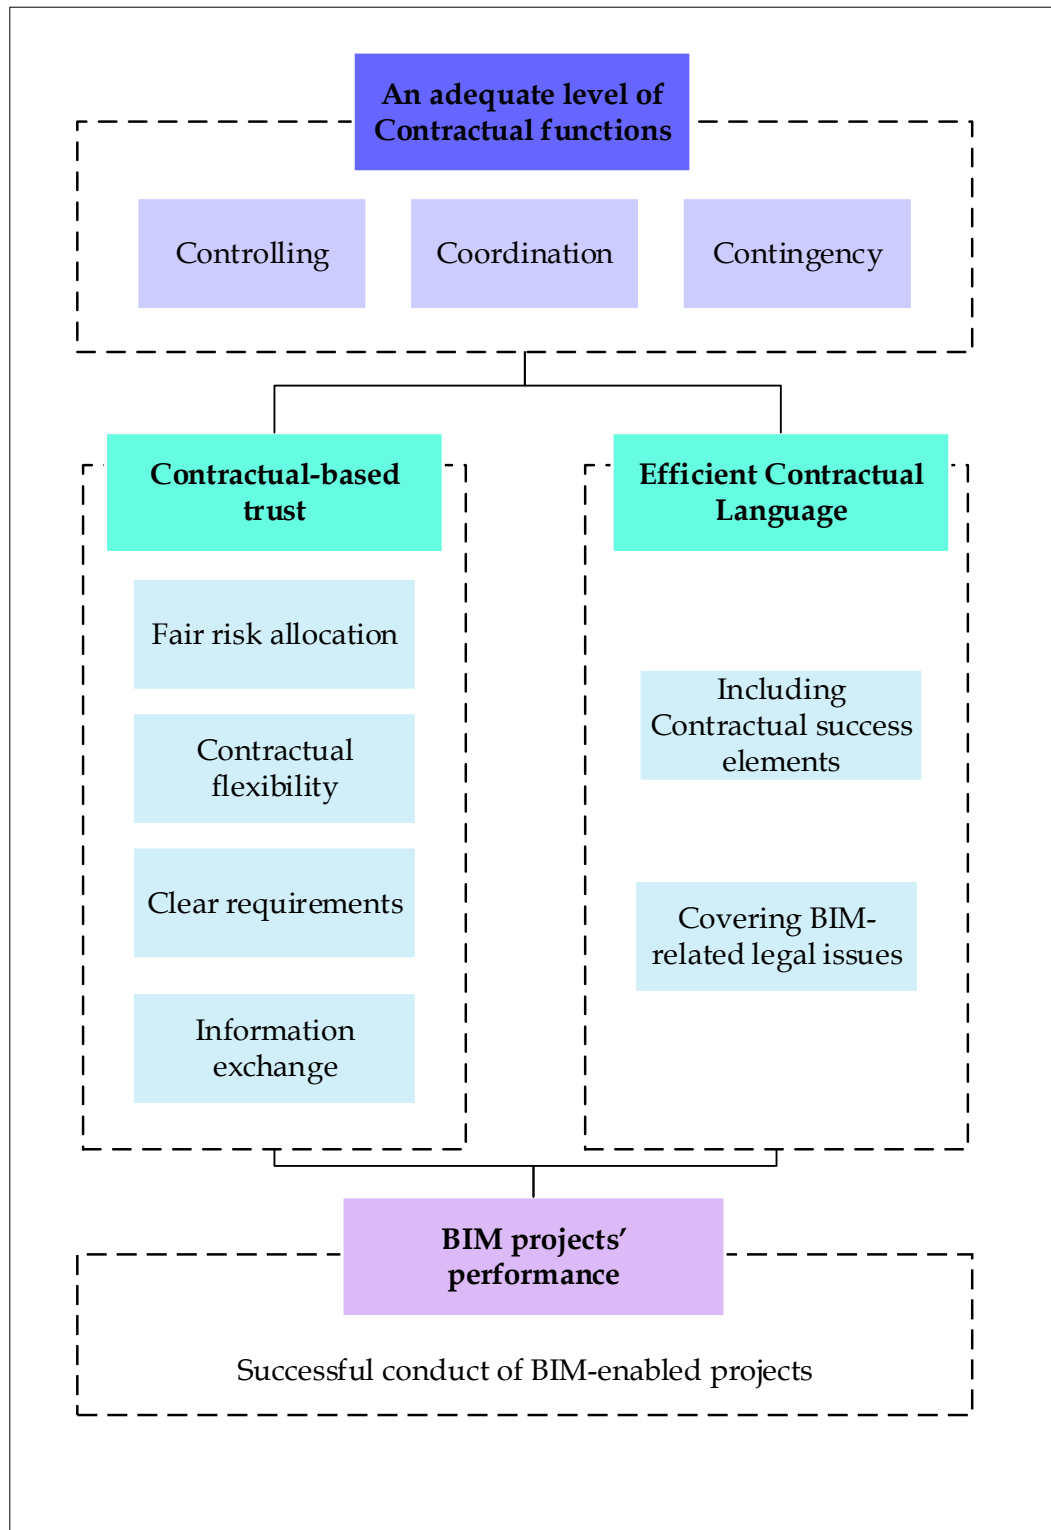 An adequate level of
Contractual functions
Controlling
Coordination
Contingency
Contractual-based
trust
Fair risk allocation
Contractual
flexibility
Clear requirements
Information
exchange
Efficient Contractual
Language
Including
Contractual success
elements
Covering BIM-
related legal issues
BIM projects’
performance
Successful conduct of BIM-enabled projects